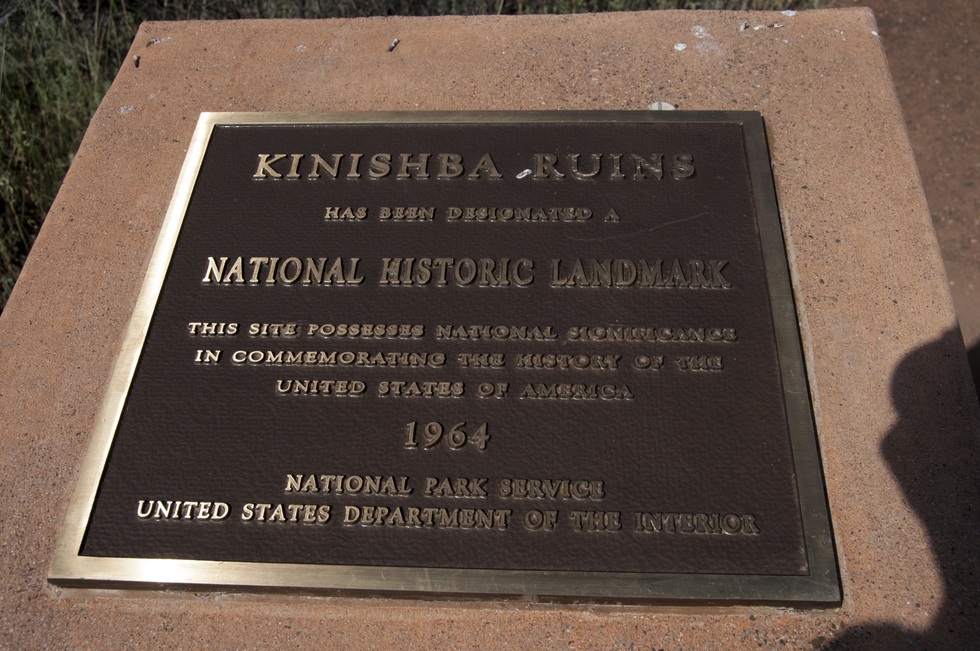 KINISHBA RUINS
HAS BEEN DESIGNATED A
NATIONAL HISTORIC LANDMARK
THIS SITE POSSESSES NATIONAL SIGNIFICANCE
IN COMMEMORATING THE HISTORY OF THE
UNITED STATES OF AMERICA
1964
NATIONAL PARK SERVICE
UNITED STATES DEPARTMENT OF THE INTERIOR